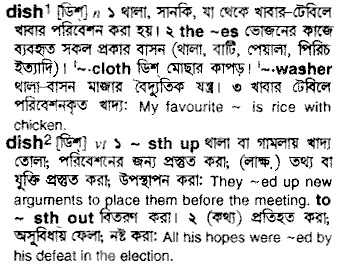 dish¹ [ডিশ্] n ১ থালা, সানকি, যা থেকে খাবার-টেবিলে
খাবার পরিবেশন করা হয়। ২ the ~es ভোজনের কাজে
ব্যবহৃত সকল প্রকার বাসন (থালা, বাটি, পেয়ালা, পিরিচ
ইত্যাদি)। '~·cloth ডিশ মোছার কাপড়। '~·washer
থালা-বাসন মাজার বৈদ্যুতিক যন্ত্র। ৩ খাবার টেবিলে
পরিবেশনকৃত খাদ্য: My favourite ~ is rice with
chicken.
dish² [ডিশ্] vt ১ ~ sth up থালা বা গামলায় খাদ্য
তোলা; পরিবেশনের জন্য প্রস্তুত করা; (লাক্ষ.) তথ্য বা
যুক্তি প্রস্তুত করা; উপস্থাপন করা: They ~ed up new
arguments to place them before the meeting. to
~ sth out বিতরণ করা। ২ (কথ্য) প্রতিহত করা;
অসুবিধায় ফেলা; নষ্ট করা: All his hopes were ~ed by
his defeat in the election.